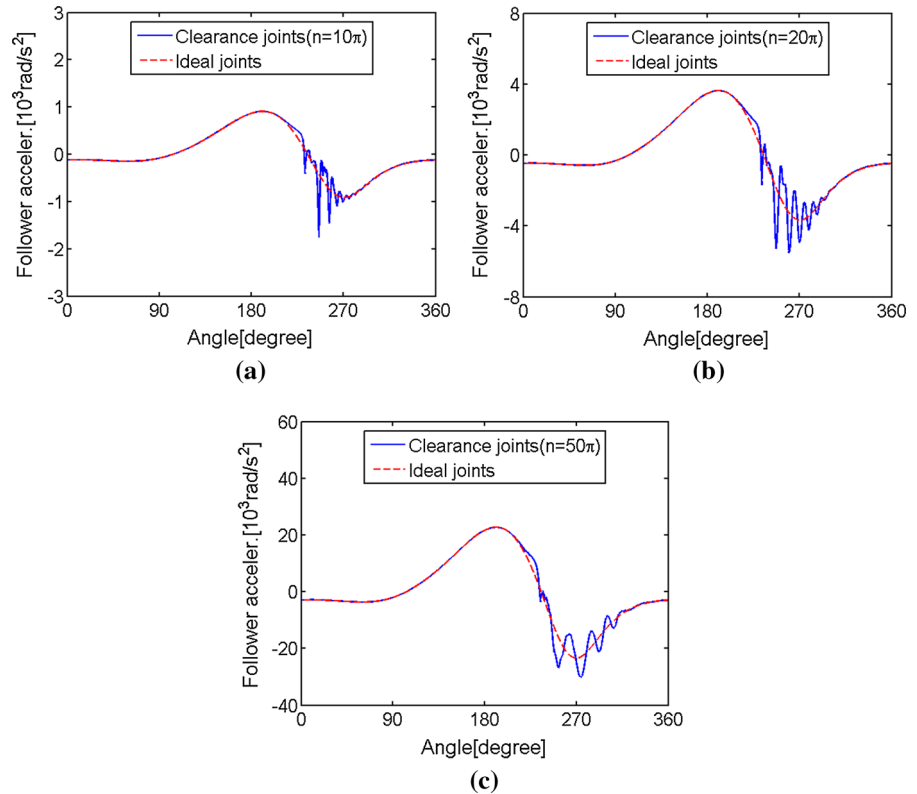 Clearance joints(n=10π)
Ideal joints
Follower acceler.[10³rad/s²]
3
2
1
0
-1
-2
-3
0 90 180 270 360
Angle[degree]
(a)
Clearance joints(n=20π)
Ideal joints
Follower acceler.[10³rad/s²]
8
4
0
-4
-8
0 90 180 270 360
Angle[degree]
(b)
Clearance joints(n=50π)
Ideal joints
Follower acceler.[10³rad/s²]
60
40
20
0
-20
-40
0 90 180 270 360
Angle[degree]
(c)